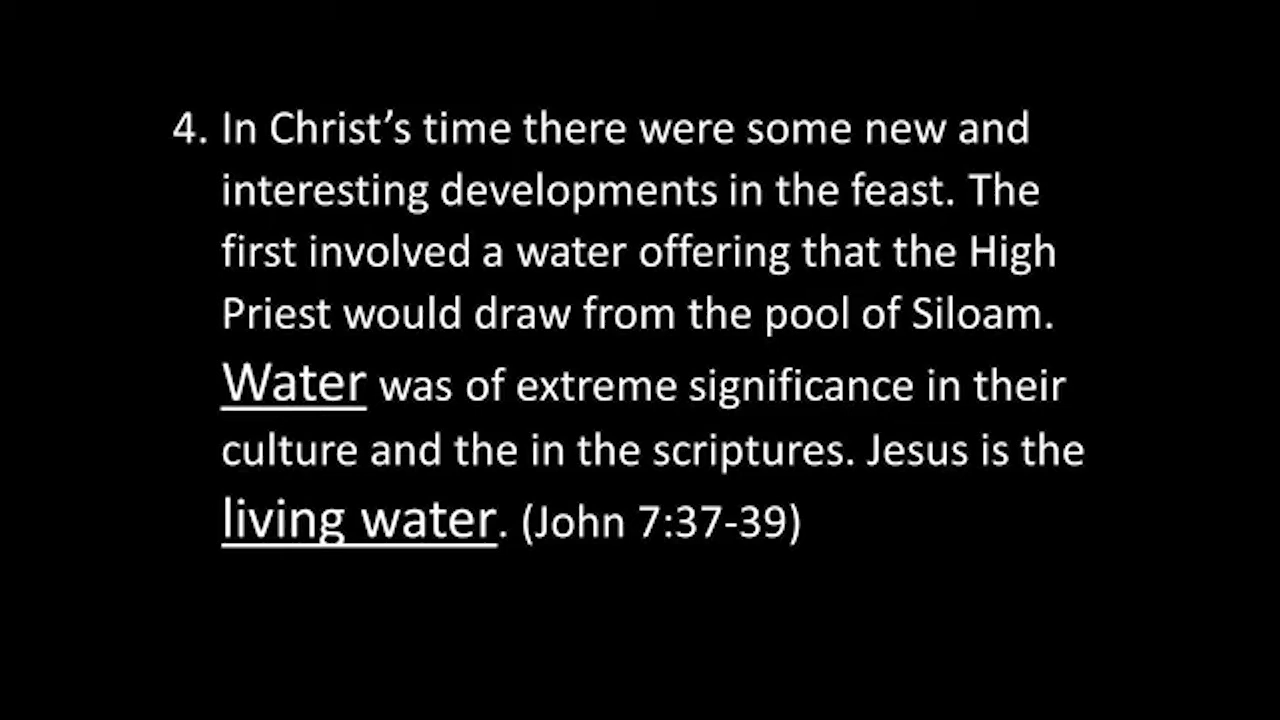 4. In Christ’s time there were some new and
interesting developments in the feast. The
first involved a water offering that the High
Priest would draw from the pool of Siloam.
Water was of extreme significance in their
culture and the in the scriptures. Jesus is the
living water. (John 7:37-39)